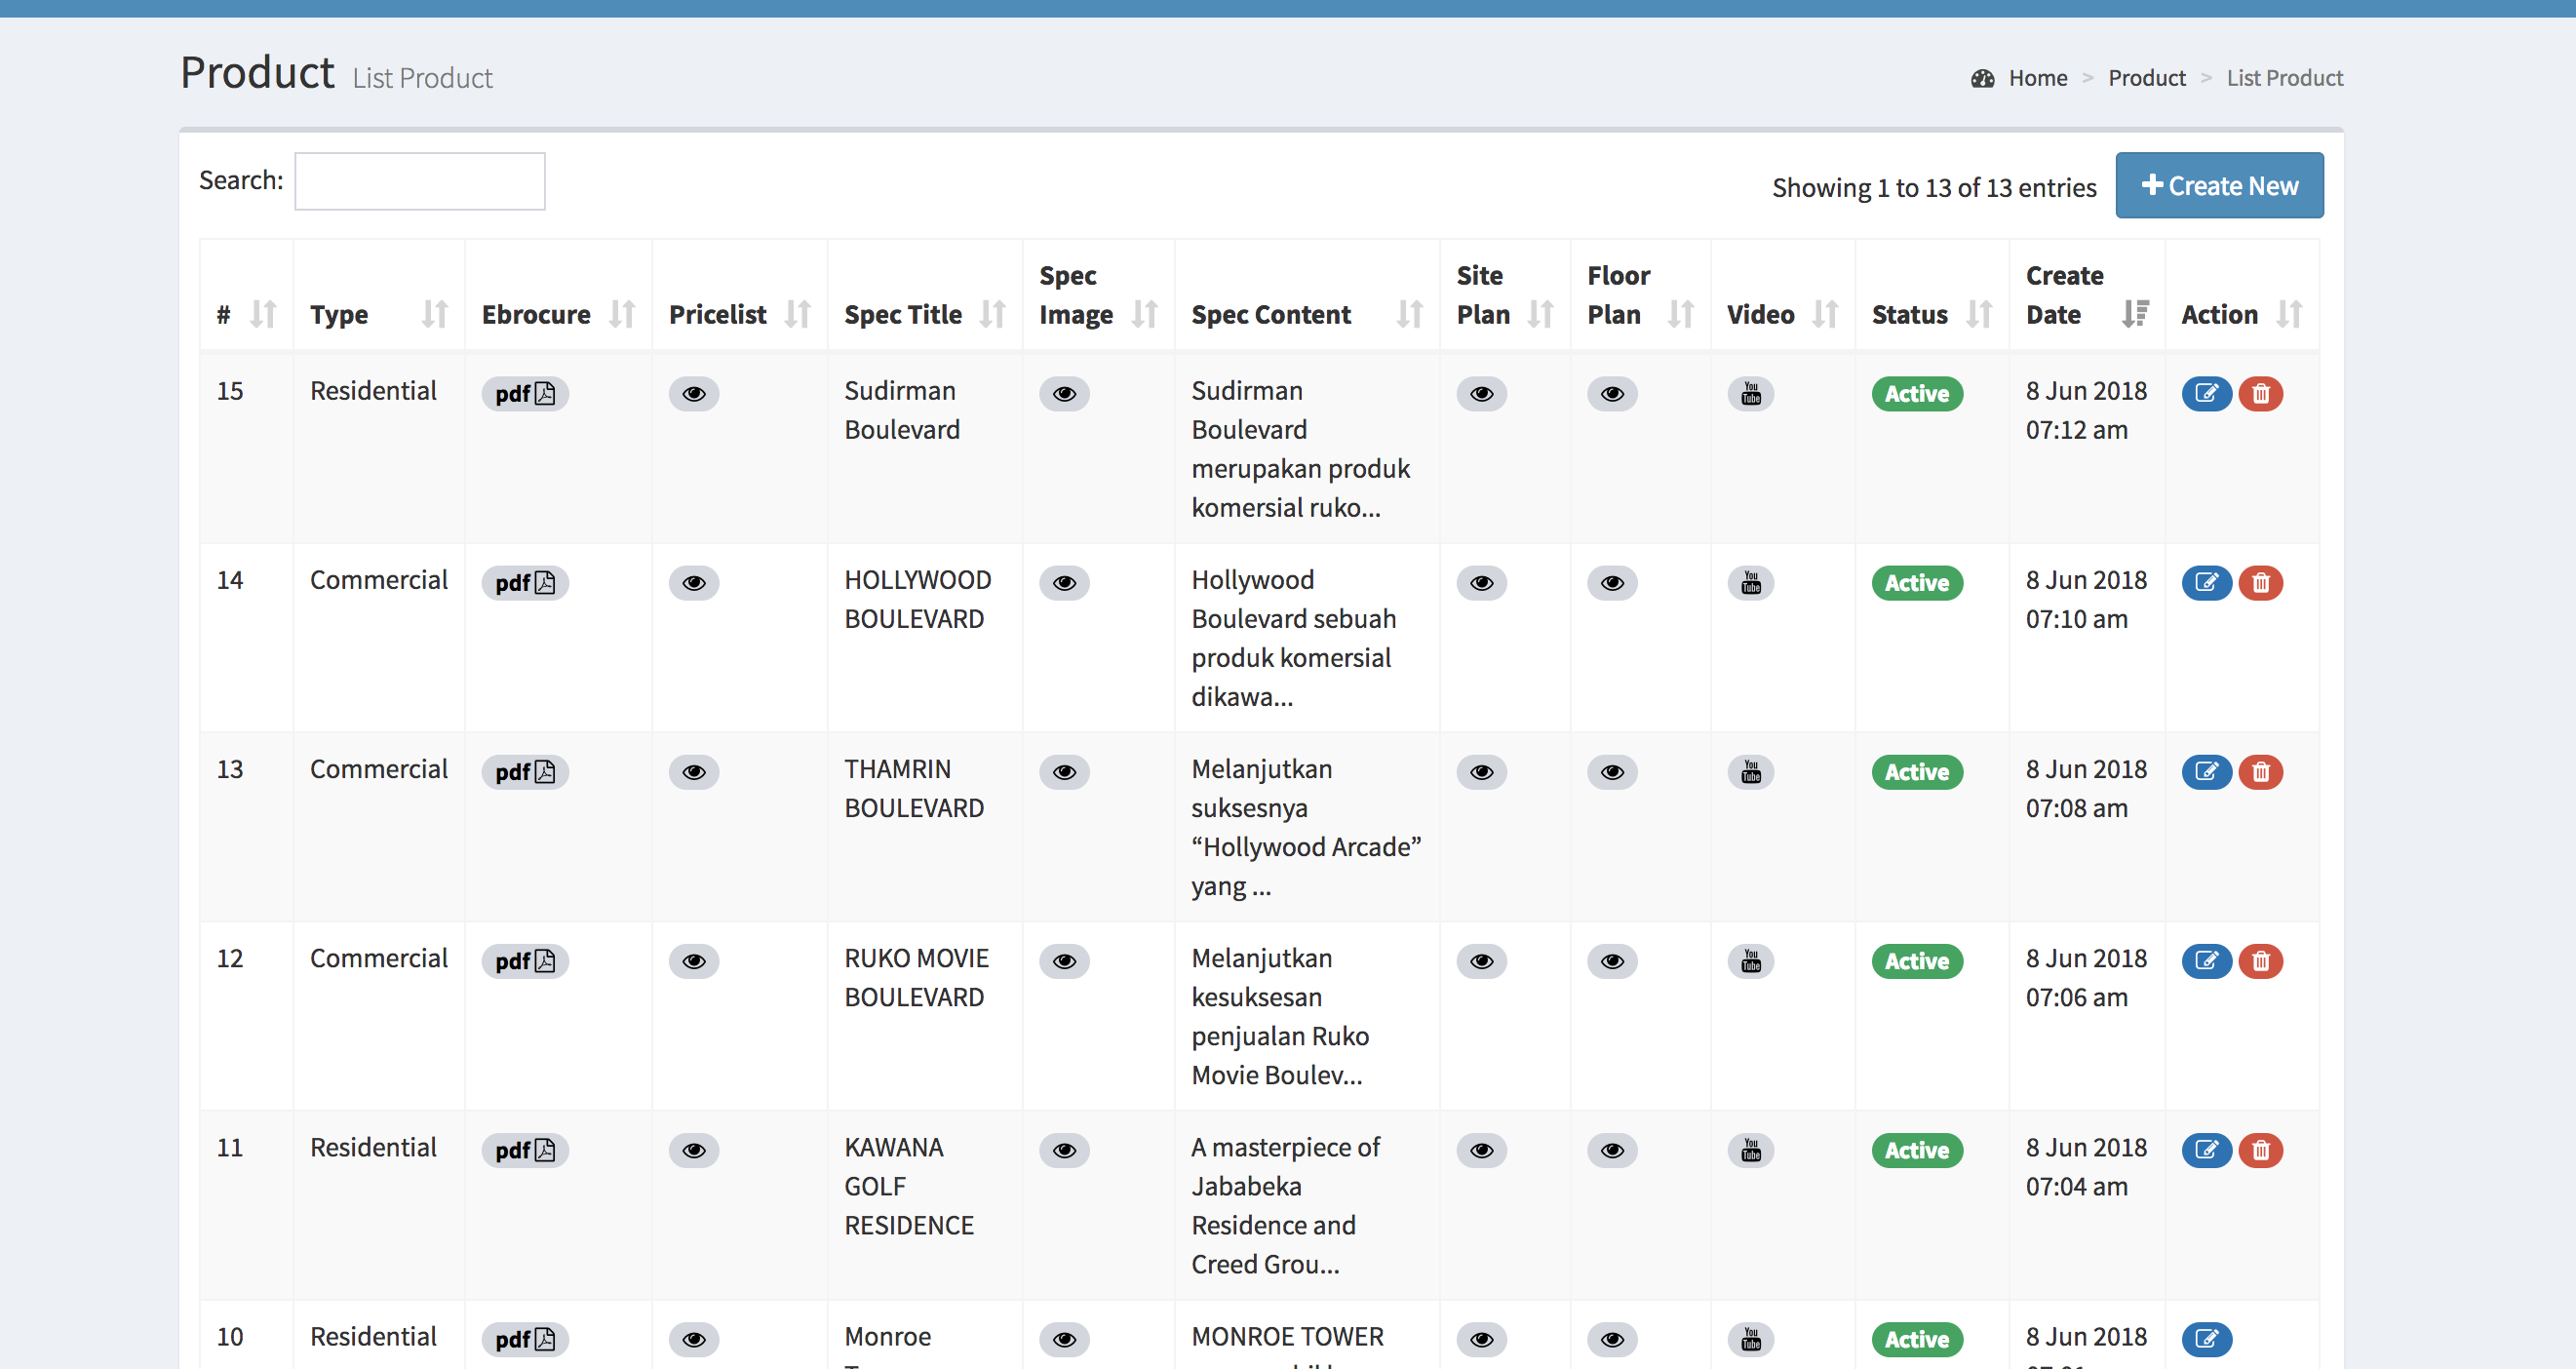 Product List Product
Home > Product > List Product
Search:
Showing 1 to 13 of 13 entries
Create New
# Type Ebrocure Pricelist Spec Title Spec Image Spec Content Site Plan Floor Plan Video Status Create Date Action
15 Residential pdf Sudirman You Tube Active 8 Jun 2018
Boulevard
Sudirman
Boulevard
merupakan produk
komersial ruko...
07:12 am
14 Commercial pdf HOLLYWOOD
BOULEVARD
Hollywood
Boulevard sebuah
produk komersial
dikawa...
You Tube
Active
8 Jun 2018
07:10 am
13 Commercial pdf THAMRIN
BOULEVARD
Melanjutkan
suksesnya
“Hollywood Arcade”
yang ...
You Tube
Active
8 Jun 2018
07:08 am
12 Commercial pdf RUKO MOVIE
BOULEVARD
Melanjutkan
kesuksesan
penjualan Ruko
Movie Boulev...
You Tube
Active
8 Jun 2018
07:06 am
11 Residential pdf KAWANA
GOLF
RESIDENCE
A masterpiece of
Jababeka
Residence and
Creed Grou...
You Tube
Active
8 Jun 2018
07:04 am
10 Residential pdf Monroe
MONROE TOWER
You Tube
Active
8 Jun 2018